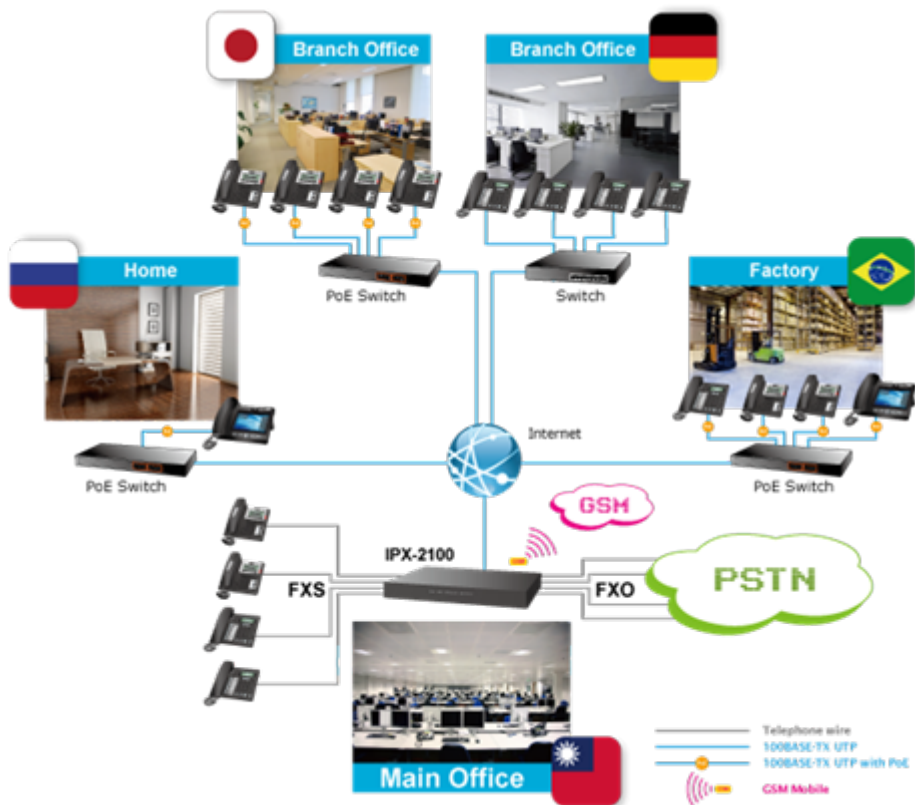 Branch Office
Branch Office
PoE Switch
Switch
Home
Factory
Internet
PoE Switch
PoE Switch
GSM
IPX-2100
FXS
FXO
PSTN
Main Office
Telephone wire
100BASE-TX UTP
100BASE-TX UTP with PoE
GSM Mobile